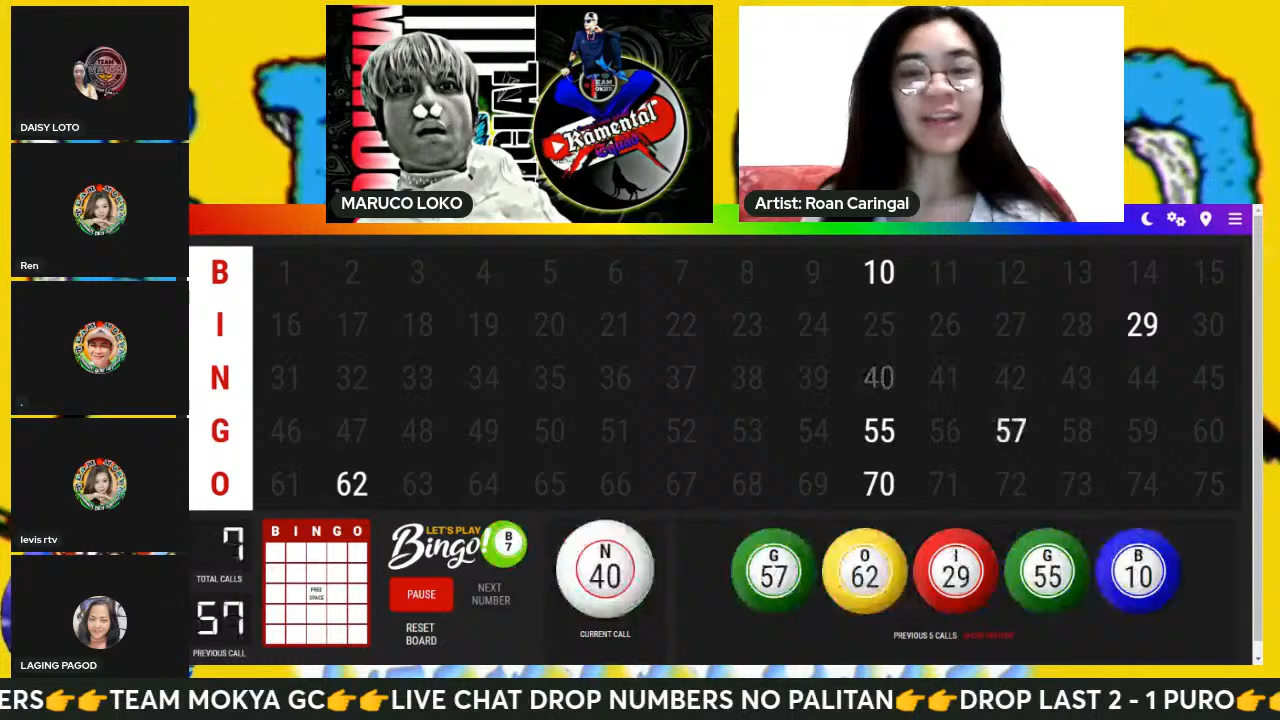 DAISY LOTO
Ren
.
levis rtv
LAGING PAGOD
MARUCO LOKO
Kamental
Artist: Roan Caringal
B 1 2 3 4 5 6 7 8 9 10 11 12 13 14 15
I 16 17 18 19 20 21 22 23 24 25 26 27 28 29 30
N 31 32 33 34 35 36 37 38 39 40 41 42 43 44 45
G 46 47 48 49 50 51 52 53 54 55 56 57 58 59 60
O 61 62 63 64 65 66 67 68 69 70 71 72 73 74 75
7
TOTAL CALLS
57
PREVIOUS CALL
B I N G O
FREE
SPACE
LET'S PLAY
Bingo!
B
7
PAUSE
NEXT
NUMBER
RESET
BOARD
N
40
CURRENT CALL
G
57
O
62
I
29
G
55
B
10
PREVIOUS 5 CALLS
ERS👉👉TEAM MOKYA GC👉👉LIVE CHAT DROP NUMBERS NO PALITAN👉👉DROP LAST 2 - 1 PURO👉